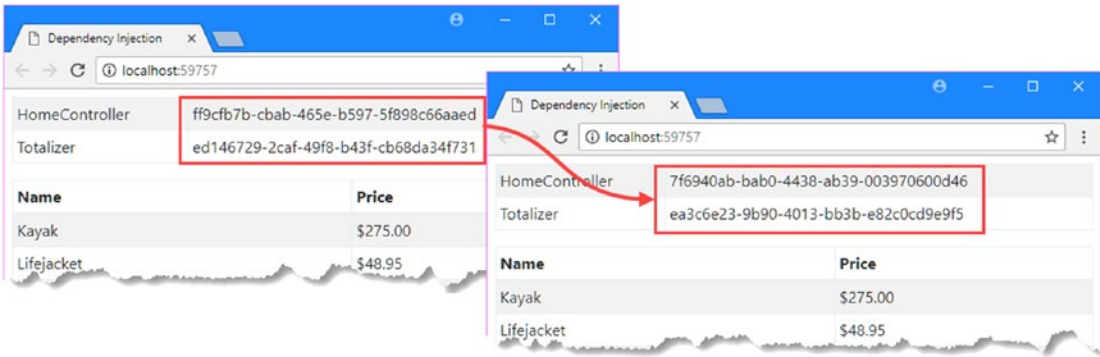 Dependency Injection
localhost:59757
HomeController ff9cfb7b-cbab-465e-b597-5f898c66aaed
Totalizer ed146729-2caf-49f8-b43f-cb68da34f731
Name Price
Kayak $275.00
Lifejacket $48.95
Dependency Injection
localhost:59757
HomeController 7f6940ab-bab0-4438-ab39-003970600d46
Totalizer ea3c6e23-9b90-4013-bb3b-e82c0cd9e9f5
Name Price
Kayak $275.00
Lifejacket $48.95